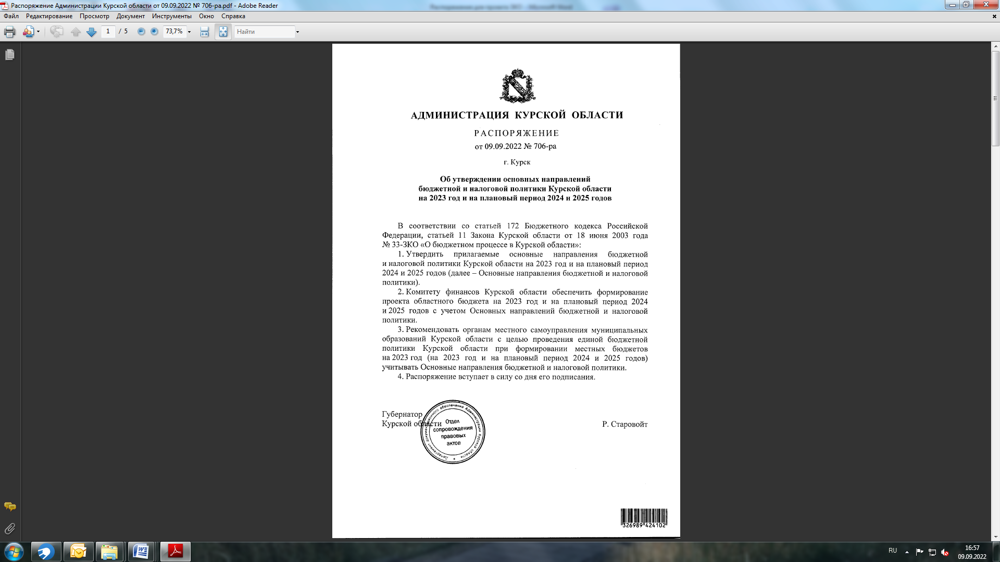 Распоряжение Администрации Курской области от 09.09.2022 № 706-ра.pdf - Adobe Reader
Файл Редактирование Просмотр Документ Инструменты Окно Справка
1 / 5 73,7% Найти
АДМИНИСТРАЦИЯ КУРСКОЙ ОБЛАСТИ
РАСПОРЯЖЕНИЕ
от 09.09.2022 № 706-ра
г. Курск
Об утверждении основных направлений
бюджетной и налоговой политики Курской области
на 2023 год и на плановый период 2024 и 2025 годов
В соответствии со статьей 172 Бюджетного кодекса Российской
Федерации, статьей 11 Закона Курской области от 18 июня 2003 года
№ 33-ЗКО «О бюджетном процессе в Курской области»:
1. Утвердить прилагаемые основные направления бюджетной
и налоговой политики Курской области на 2023 год и на плановый период
2024 и 2025 годов (далее – Основные направления бюджетной и налоговой
политики).
2. Комитету финансов Курской области обеспечить формирование
проекта областного бюджета на 2023 год и на плановый период 2024
и 2025 годов с учетом Основных направлений бюджетной и налоговой
политики.
3. Рекомендовать органам местного самоуправления муниципальных
образований Курской области с целью проведения единой бюджетной
политики Курской области при формировании местных бюджетов
на 2023 год (на 2023 год и на плановый период 2024 и 2025 годов)
учитывать Основные направления бюджетной и налоговой политики.
4. Распоряжение вступает в силу со дня его подписания.
Губернатор
Курской области
Р. Старовойт
Департамент документационного обеспечения Администрации Курской области
Отдел
сопровождения
правовых
актов
326989 424102
RU
16:57
09.09.2022